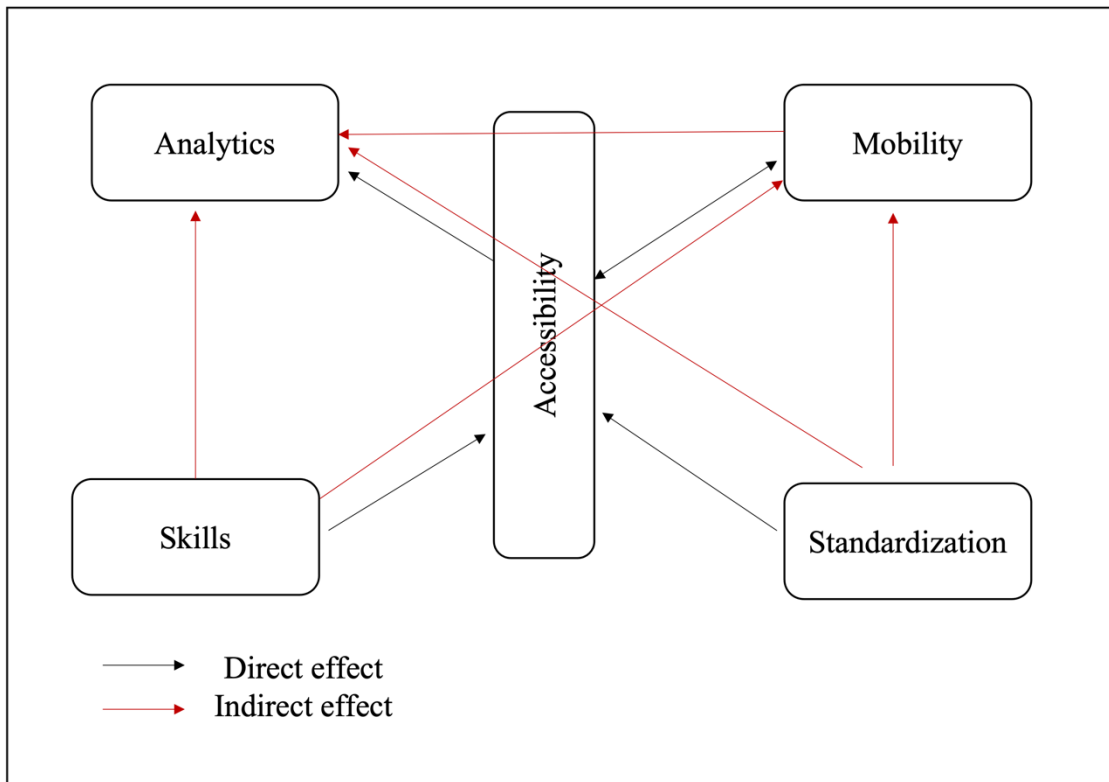 Analytics
Mobility
Accessibility
Skills
Standardization
Direct effect
Indirect effect